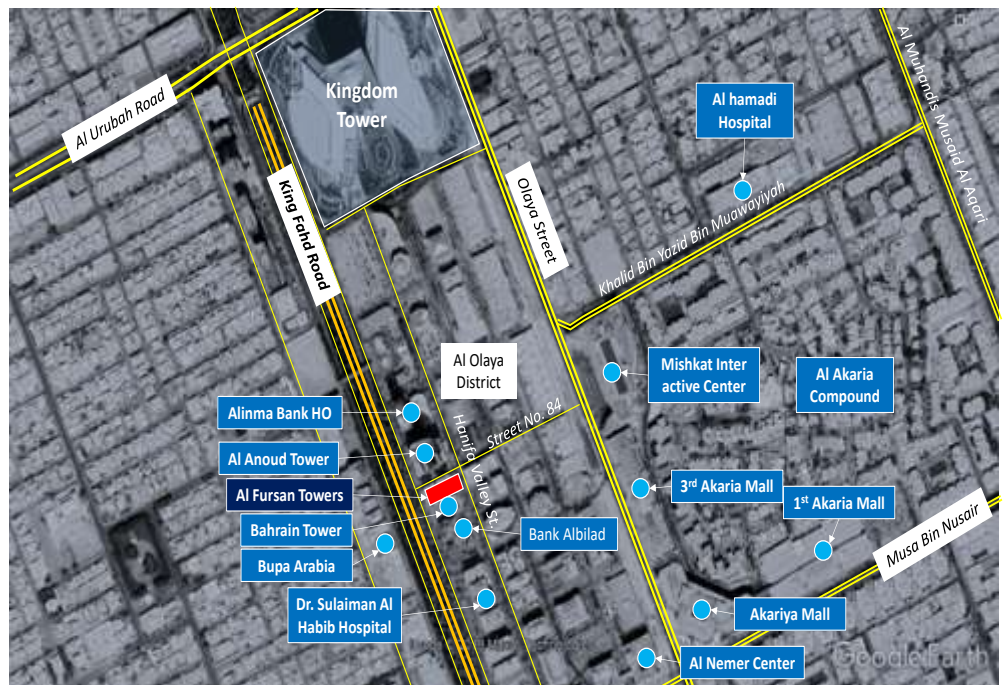 Al Urubah Road
Kingdom
Tower
Al hamadi
Hospital
Al Muhandis Musaid Al Aqari
King Fahd Road
Olaya Street
Khalid Bin Yazid Bin Muawayiyah
Al Olaya
District
Mishkat Inter
active Center
Al Akaria
Compound
Alinma Bank HO
Street No. 84
Hanifa Valley St.
Al Anoud Tower
Al Fursan Towers
3rd Akaria Mall
1st Akaria Mall
Bahrain Tower
Bank Albilad
Musa Bin Nusair
Bupa Arabia
Dr. Sulaiman Al
Habib Hospital
Akariya Mall
Al Nemer Center
Google Earth